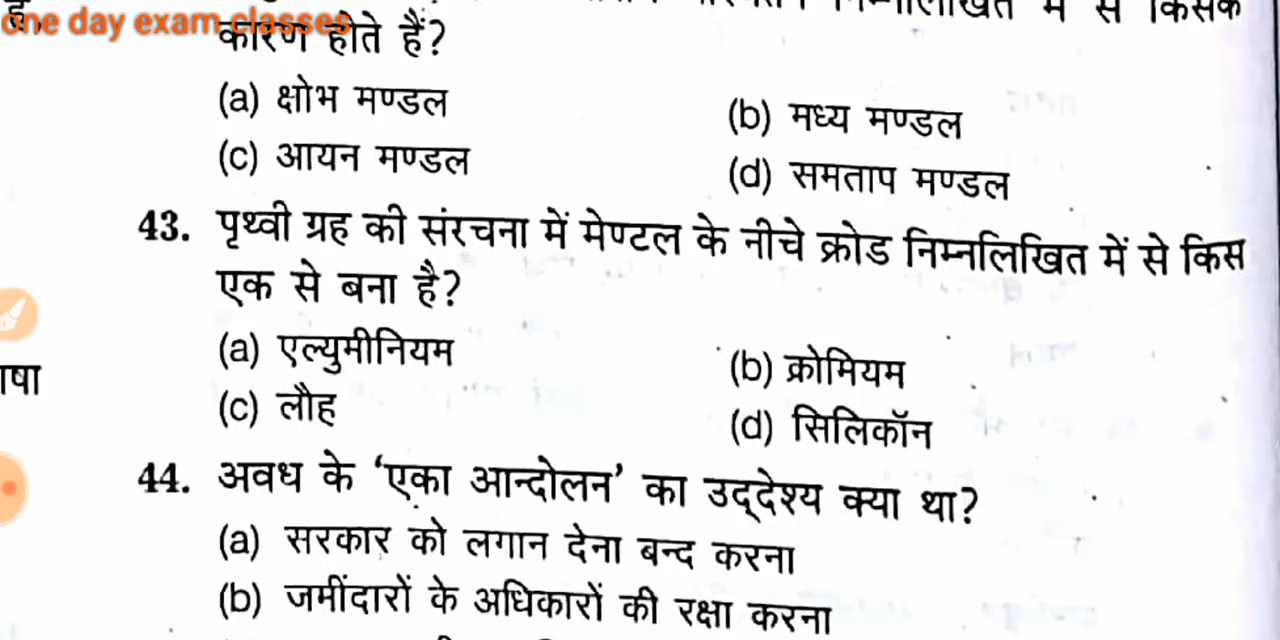 one day exam classes
कारण होते हैं?
(a) क्षोभ मण्डल
(b) मध्य मण्डल
(c) आयन मण्डल
(d) समताप मण्डल
43. पृथ्वी ग्रह की संरचना में मेण्टल के नीचे क्रोड निम्नलिखित में से किस
एक से बना है?
(a) एल्युमीनियम
(b) क्रोमियम
(c) लौह
(d) सिलिकॉन
44. अवध के ‘एका आन्दोलन’ का उद्देश्य क्या था?
(a) सरकार को लगान देना बन्द करना
(b) जमींदारों के अधिकारों की रक्षा करना